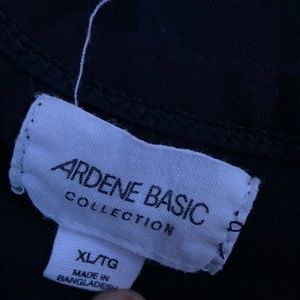 ARDENE BASIC
COLLECTION
XL/TG
MADE IN
BANGLADESH